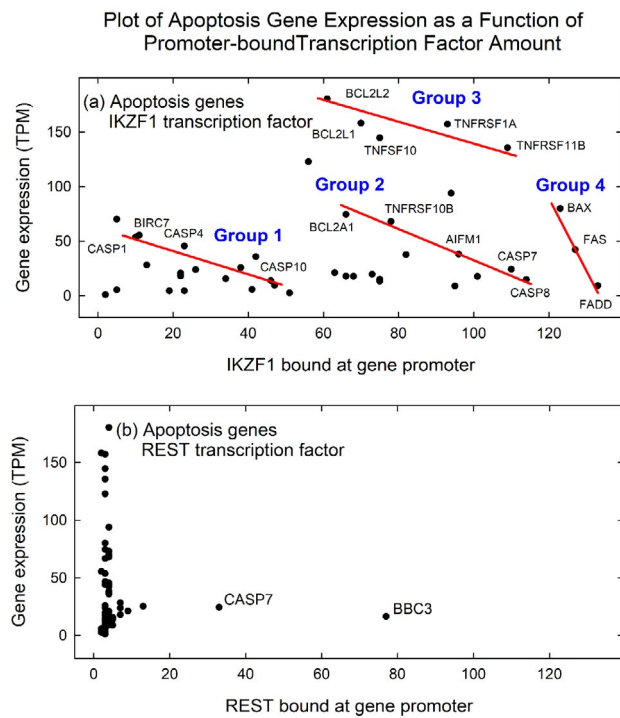 Plot of Apoptosis Gene Expression as a Function of
Promoter-boundTranscription Factor Amount
(a) Apoptosis genes
IKZF1 transcription factor
BCL2L2
Group 3
BCL2L1
TNFRSF1A
TNFSF10
TNFRSF11B
Group 2
Group 4
BCL2A1
TNFRSF10B
BAX
BIRC7
CASP4
Group 1
CASP1
AIFM1
FAS
CASP10
CASP7
CASP8
FADD
Gene expression (TPM)
150
100
50
0
0 20 40 60 80 100 120
IKZF1 bound at gene promoter
(b) Apoptosis genes
REST transcription factor
CASP7
BBC3
Gene expression (TPM)
150
100
50
0
0 20 40 60 80 100 120
REST bound at gene promoter